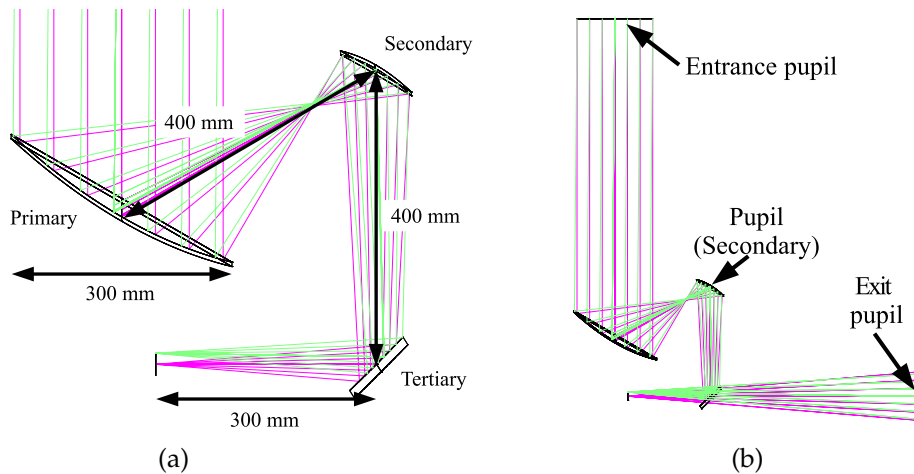 Secondary
400 mm
Primary
400 mm
300 mm
Tertiary
300 mm
(a)
Entrance pupil
Pupil
(Secondary)
Exit
pupil
(b)